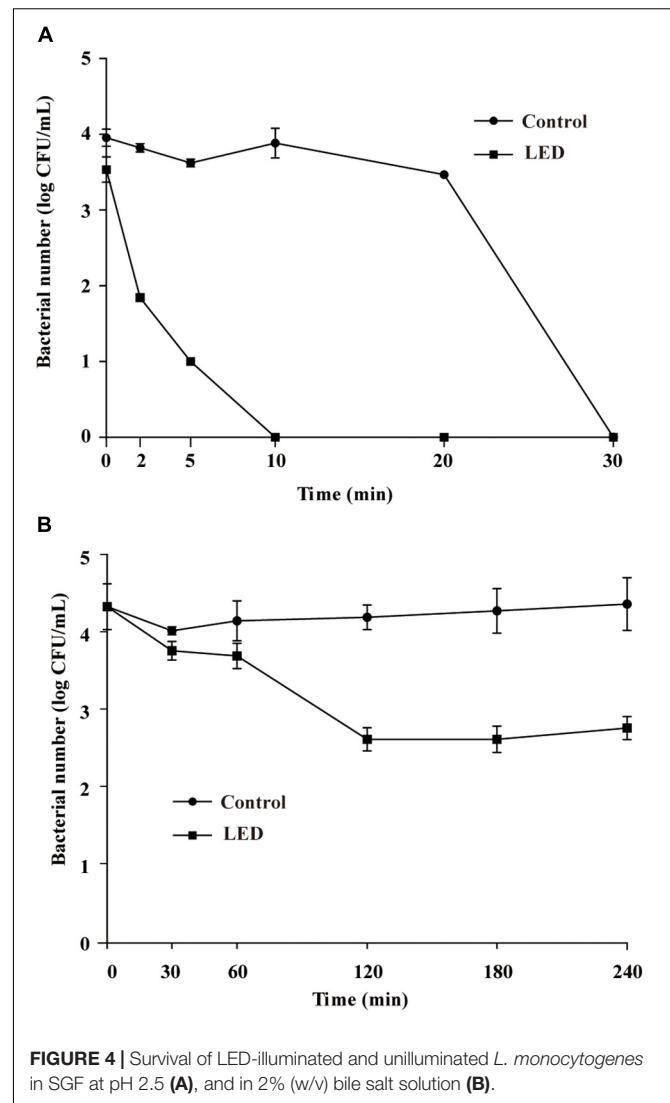 A
Bacterial number (log CFU/mL)
5
4
3
2
1
0
0 2 5 10 20 30
Time (min)
Control
LED
B
Bacterial number (log CFU/mL)
5
4
3
2
1
0
0 30 60 120 180 240
Time (min)
Control
LED
FIGURE 4 | Survival of LED-illuminated and unilluminated L. monocytogenes
in SGF at pH 2.5 (A), and in 2% (w/v) bile salt solution (B).